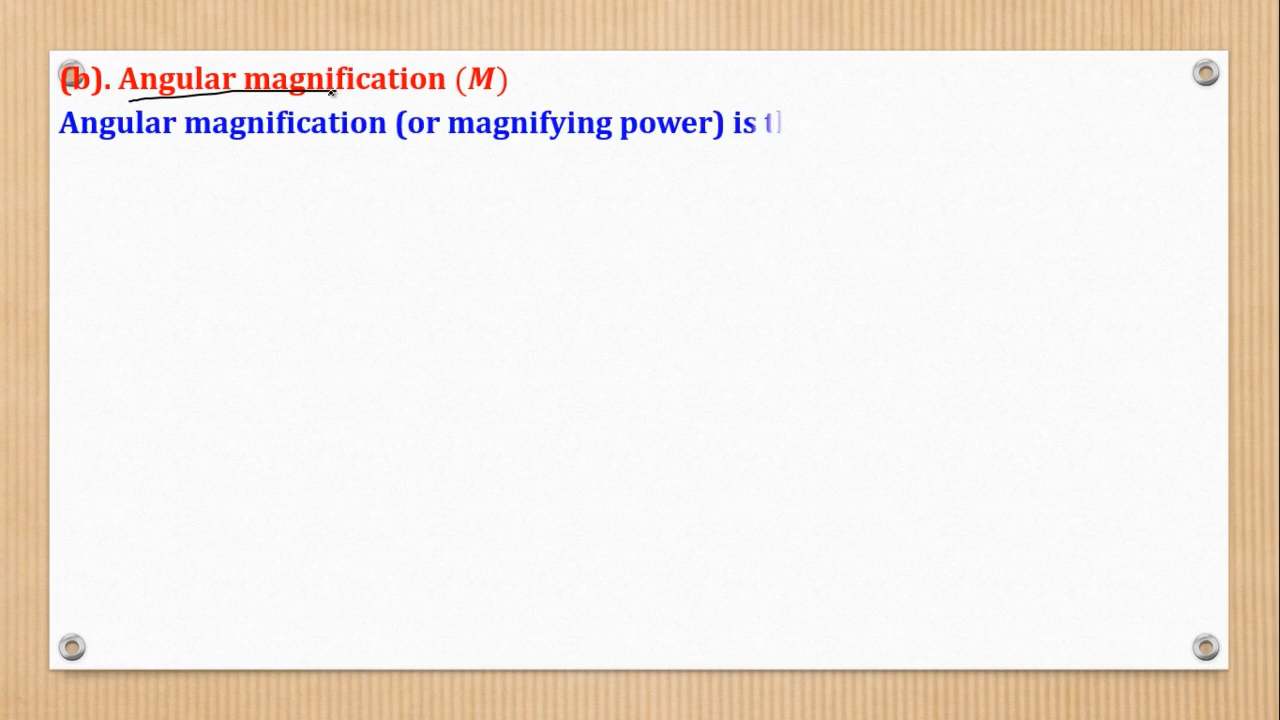 (b). Angular magnification (M)
Angular magnification (or magnifying power) is